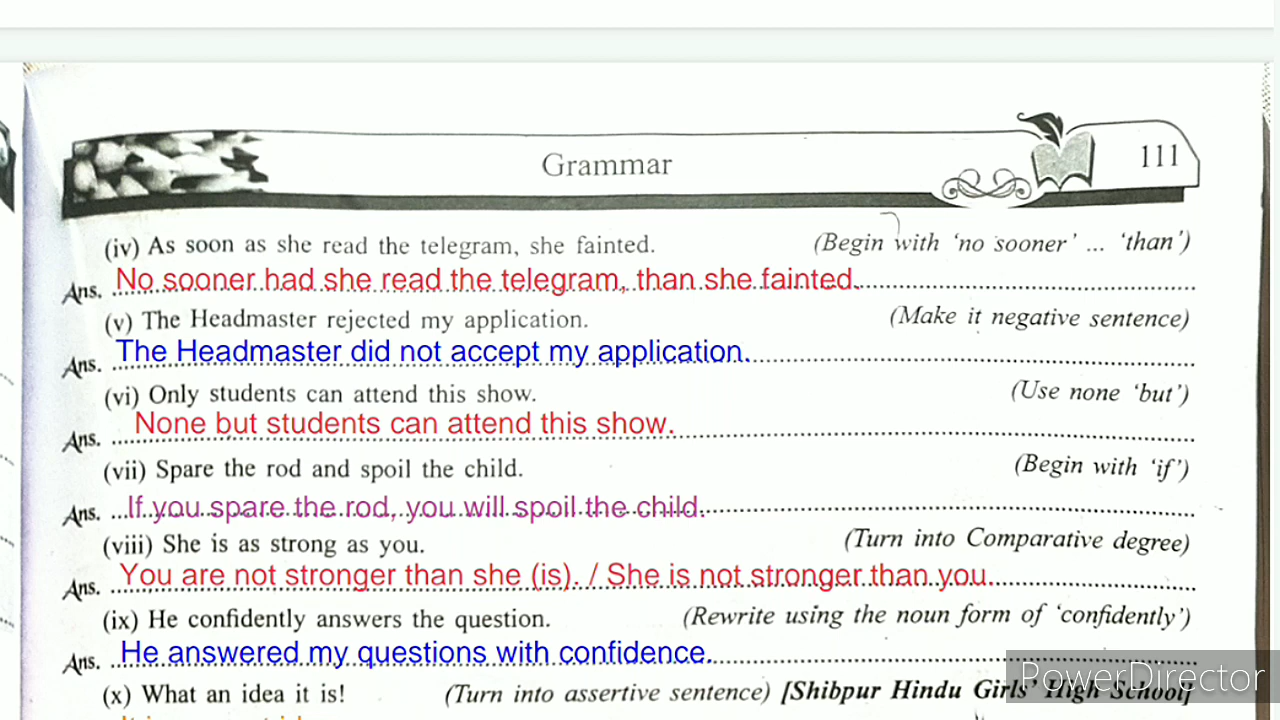 Grammar 111
(iv) As soon as she read the telegram, she fainted. (Begin with ‘no sooner’ ... ‘than’)
Ans. No sooner had she read the telegram, than she fainted.
(v) The Headmaster rejected my application. (Make it negative sentence)
Ans. The Headmaster did not accept my application.
(vi) Only students can attend this show. (Use none ‘but’)
Ans. None but students can attend this show.
(vii) Spare the rod and spoil the child. (Begin with ‘if’)
Ans. If you spare the rod, you will spoil the child.
(viii) She is as strong as you. (Turn into Comparative degree)
Ans. You are not stronger than she (is). / She is not stronger than you.
(ix) He confidently answers the question. (Rewrite using the noun form of ‘confidently’)
Ans. He answered my questions with confidence.
(x) What an idea it is! (Turn into assertive sentence) [Shibpur Hindu Girls’ High School]
PowerDirector